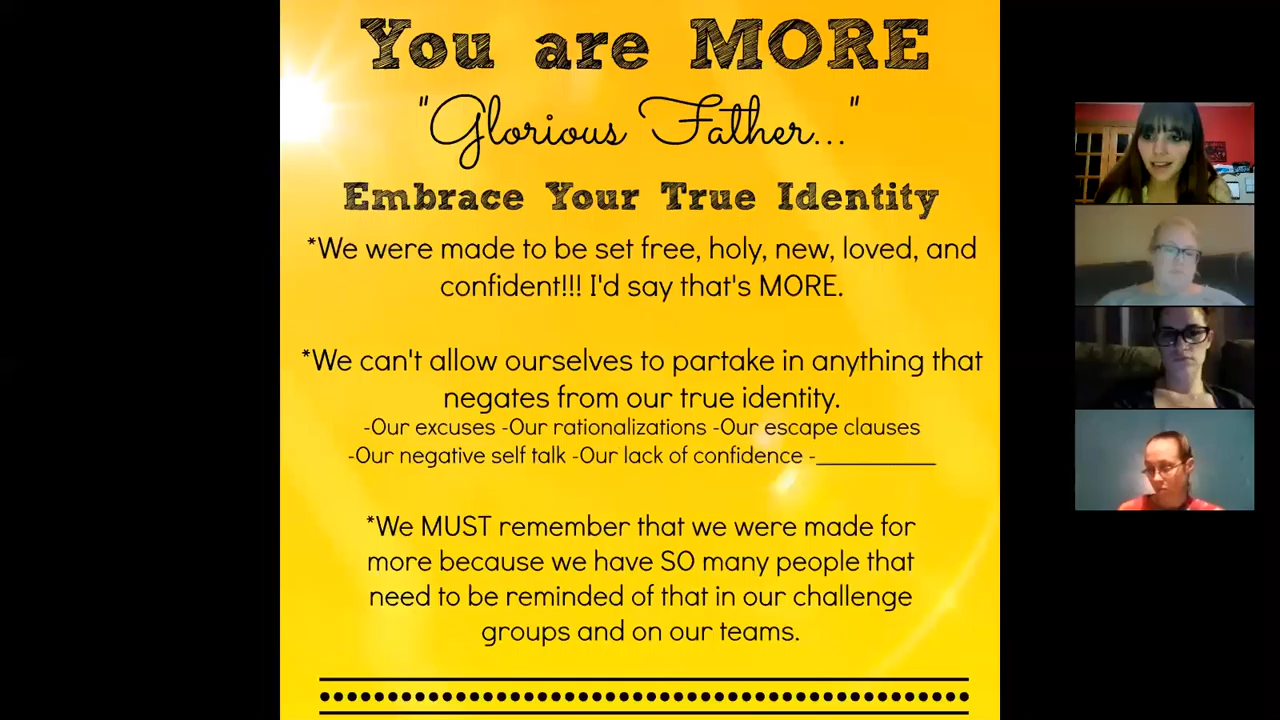 You are MORE
"Glorious Father..."
Embrace Your True Identity
*We were made to be set free, holy, new, loved, and
confident!!! I'd say that's MORE.
*We can't allow ourselves to partake in anything that
negates from our true identity.
-Our excuses -Our rationalizations -Our escape clauses
-Our negative self talk -Our lack of confidence -___________
*We MUST remember that we were made for
more because we have SO many people that
need to be reminded of that in our challenge
groups and on our teams.